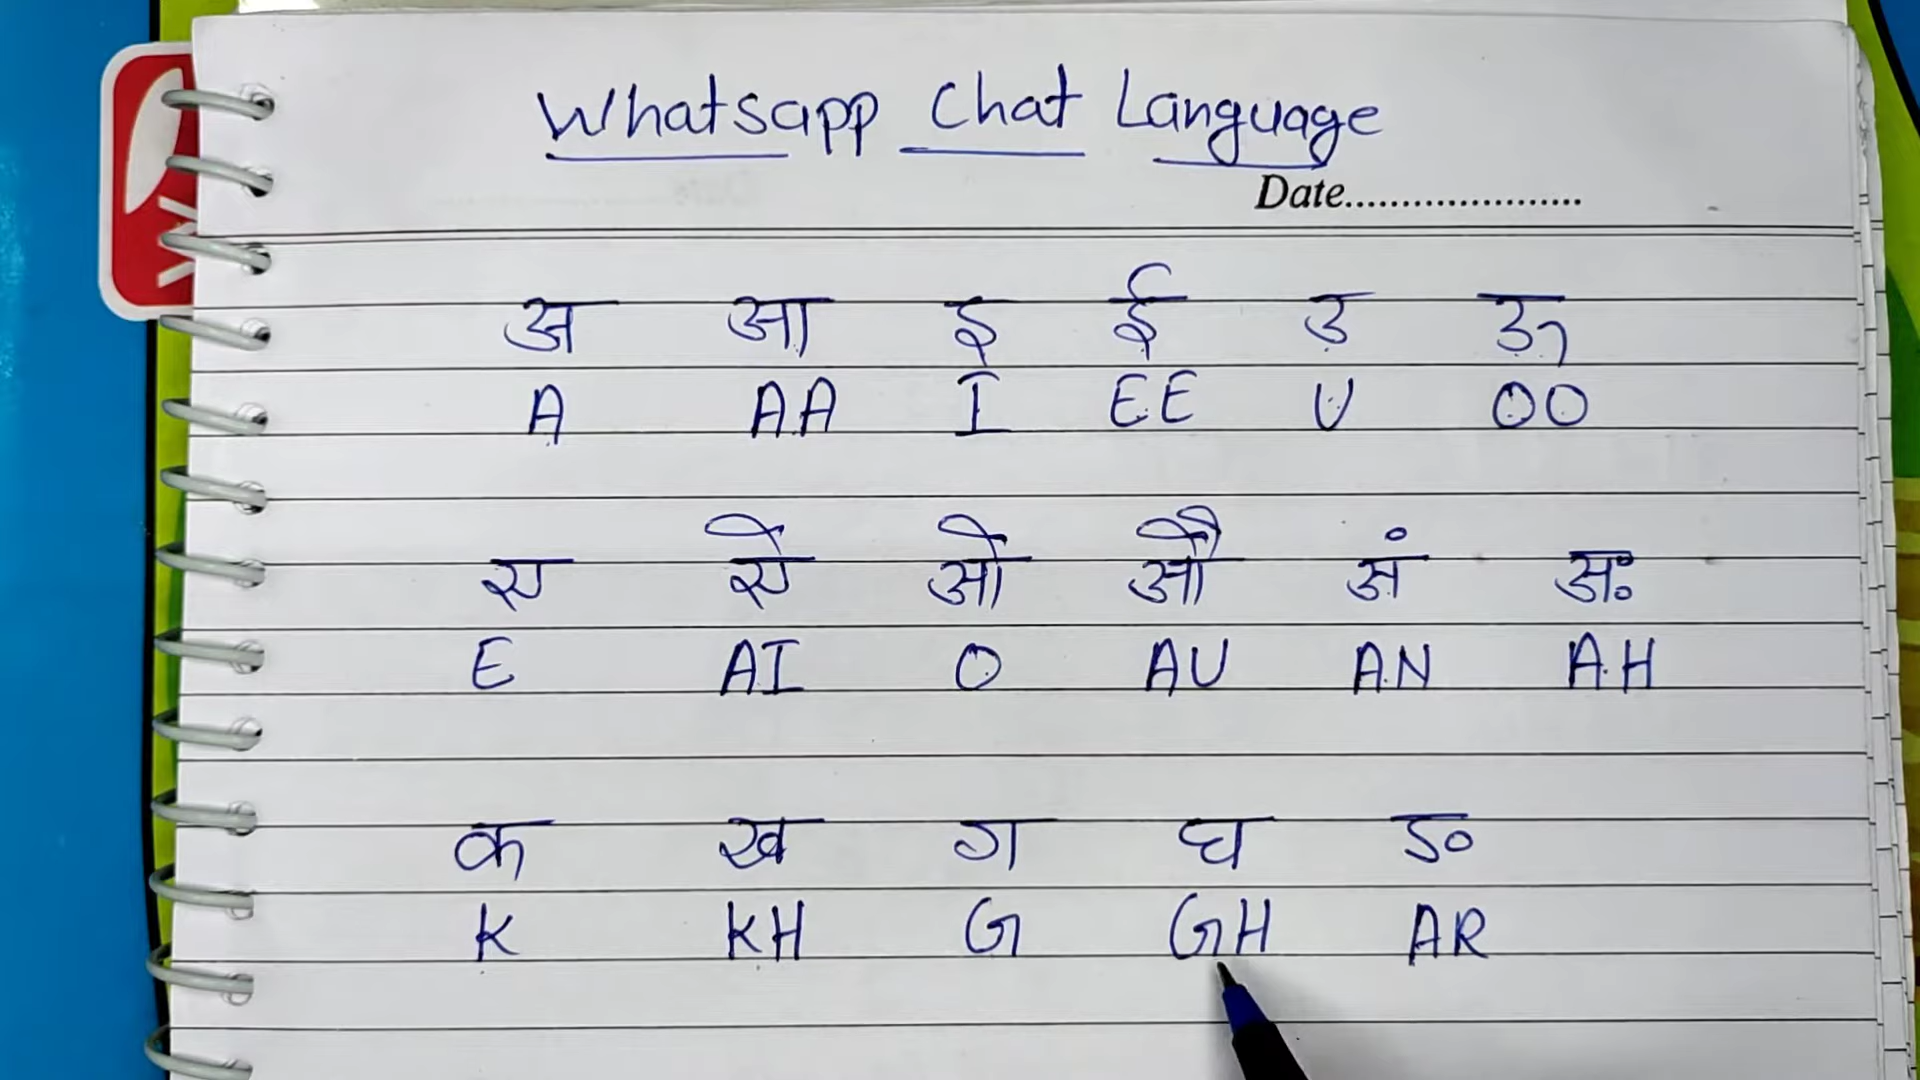 Whatsapp Chat Language
Date.....................
अ आ इ ई उ ऊ
A AA I EE U OO
ए ऐ ओ औ अं अः
E AI O AU AN AH
क ख ग घ ङ
K KH G GH AR